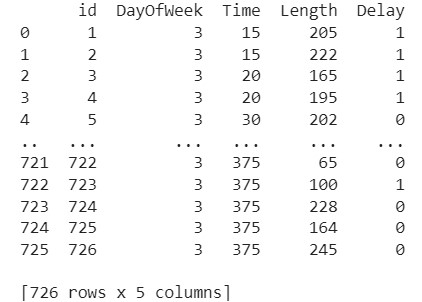 id DayOfWeek Time Length Delay
0 1 3 15 205 1
1 2 3 15 222 1
2 3 3 20 165 1
3 4 3 20 195 1
4 5 3 30 202 0
.. ... ... ... ... ...
721 722 3 375 65 0
722 723 3 375 100 1
723 724 3 375 228 0
724 725 3 375 164 0
725 726 3 375 245 0
[726 rows x 5 columns]